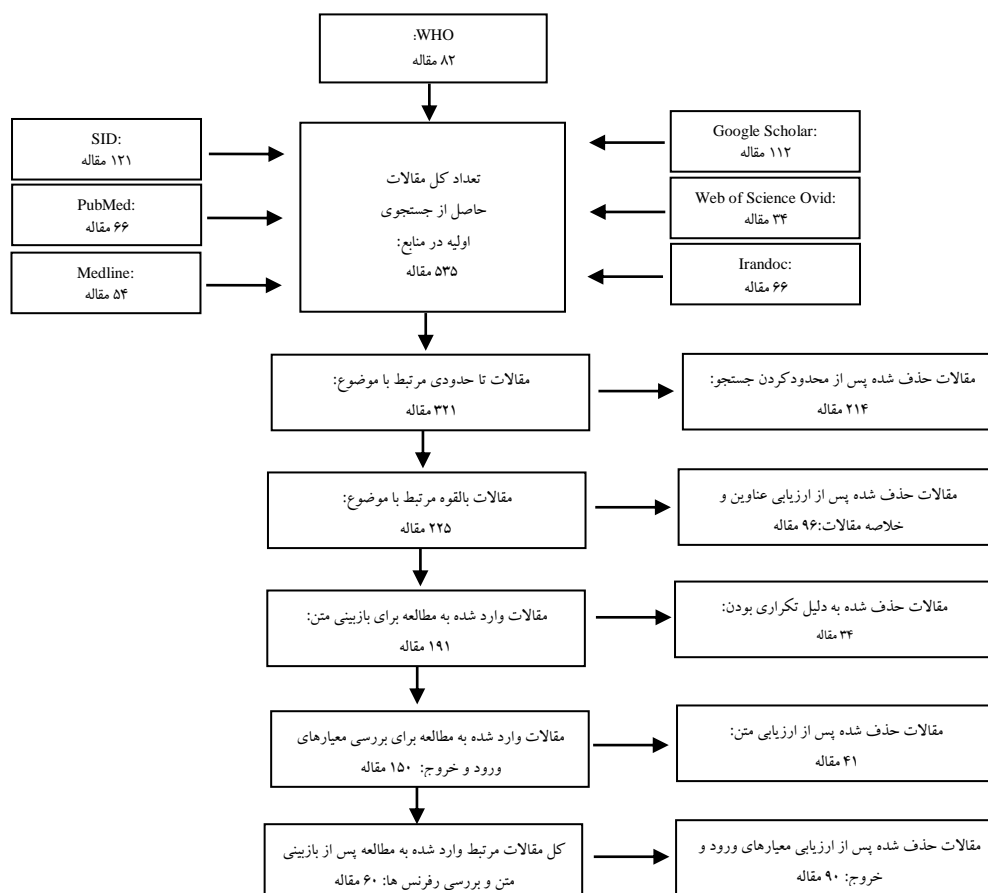 WHO:
۸۲ مقاله
SID:
۱۲۱ مقاله
PubMed:
۶۶ مقاله
Medline:
۵۴ مقاله
تعداد کل مقالات
حاصل از جستجوی
اولیه در منابع:
۵۳۵ مقاله
Google Scholar:
۱۱۲ مقاله
Web of Science Ovid:
۳۴ مقاله
Irandoc:
۶۶ مقاله
مقالات تا حدودی مرتبط با موضوع:
۳۲۱ مقاله
مقالات حذف شده پس از محدودکردن جستجو:
۲۱۴ مقاله
مقالات بالقوه مرتبط با موضوع:
۲۲۵ مقاله
مقالات حذف شده پس از ارزیابی عناوین و
خلاصه مقالات:۹۶ مقاله
مقالات وارد شده به مطالعه برای بازبینی متن:
۱۹۱ مقاله
مقالات حذف شده به دلیل تکراری بودن:
۳۴ مقاله
مقالات وارد شده به مطالعه برای بررسی معیارهای
ورود و خروج: ۱۵۰ مقاله
مقالات حذف شده پس از ارزیابی متن:
۴۱ مقاله
کل مقالات مرتبط وارد شده به مطالعه پس از بازبینی
متن و بررسی رفرنس ها: ۶۰ مقاله
مقالات حذف شده پس از ارزیابی معیارهای ورود و
خروج: ۹۰ مقاله